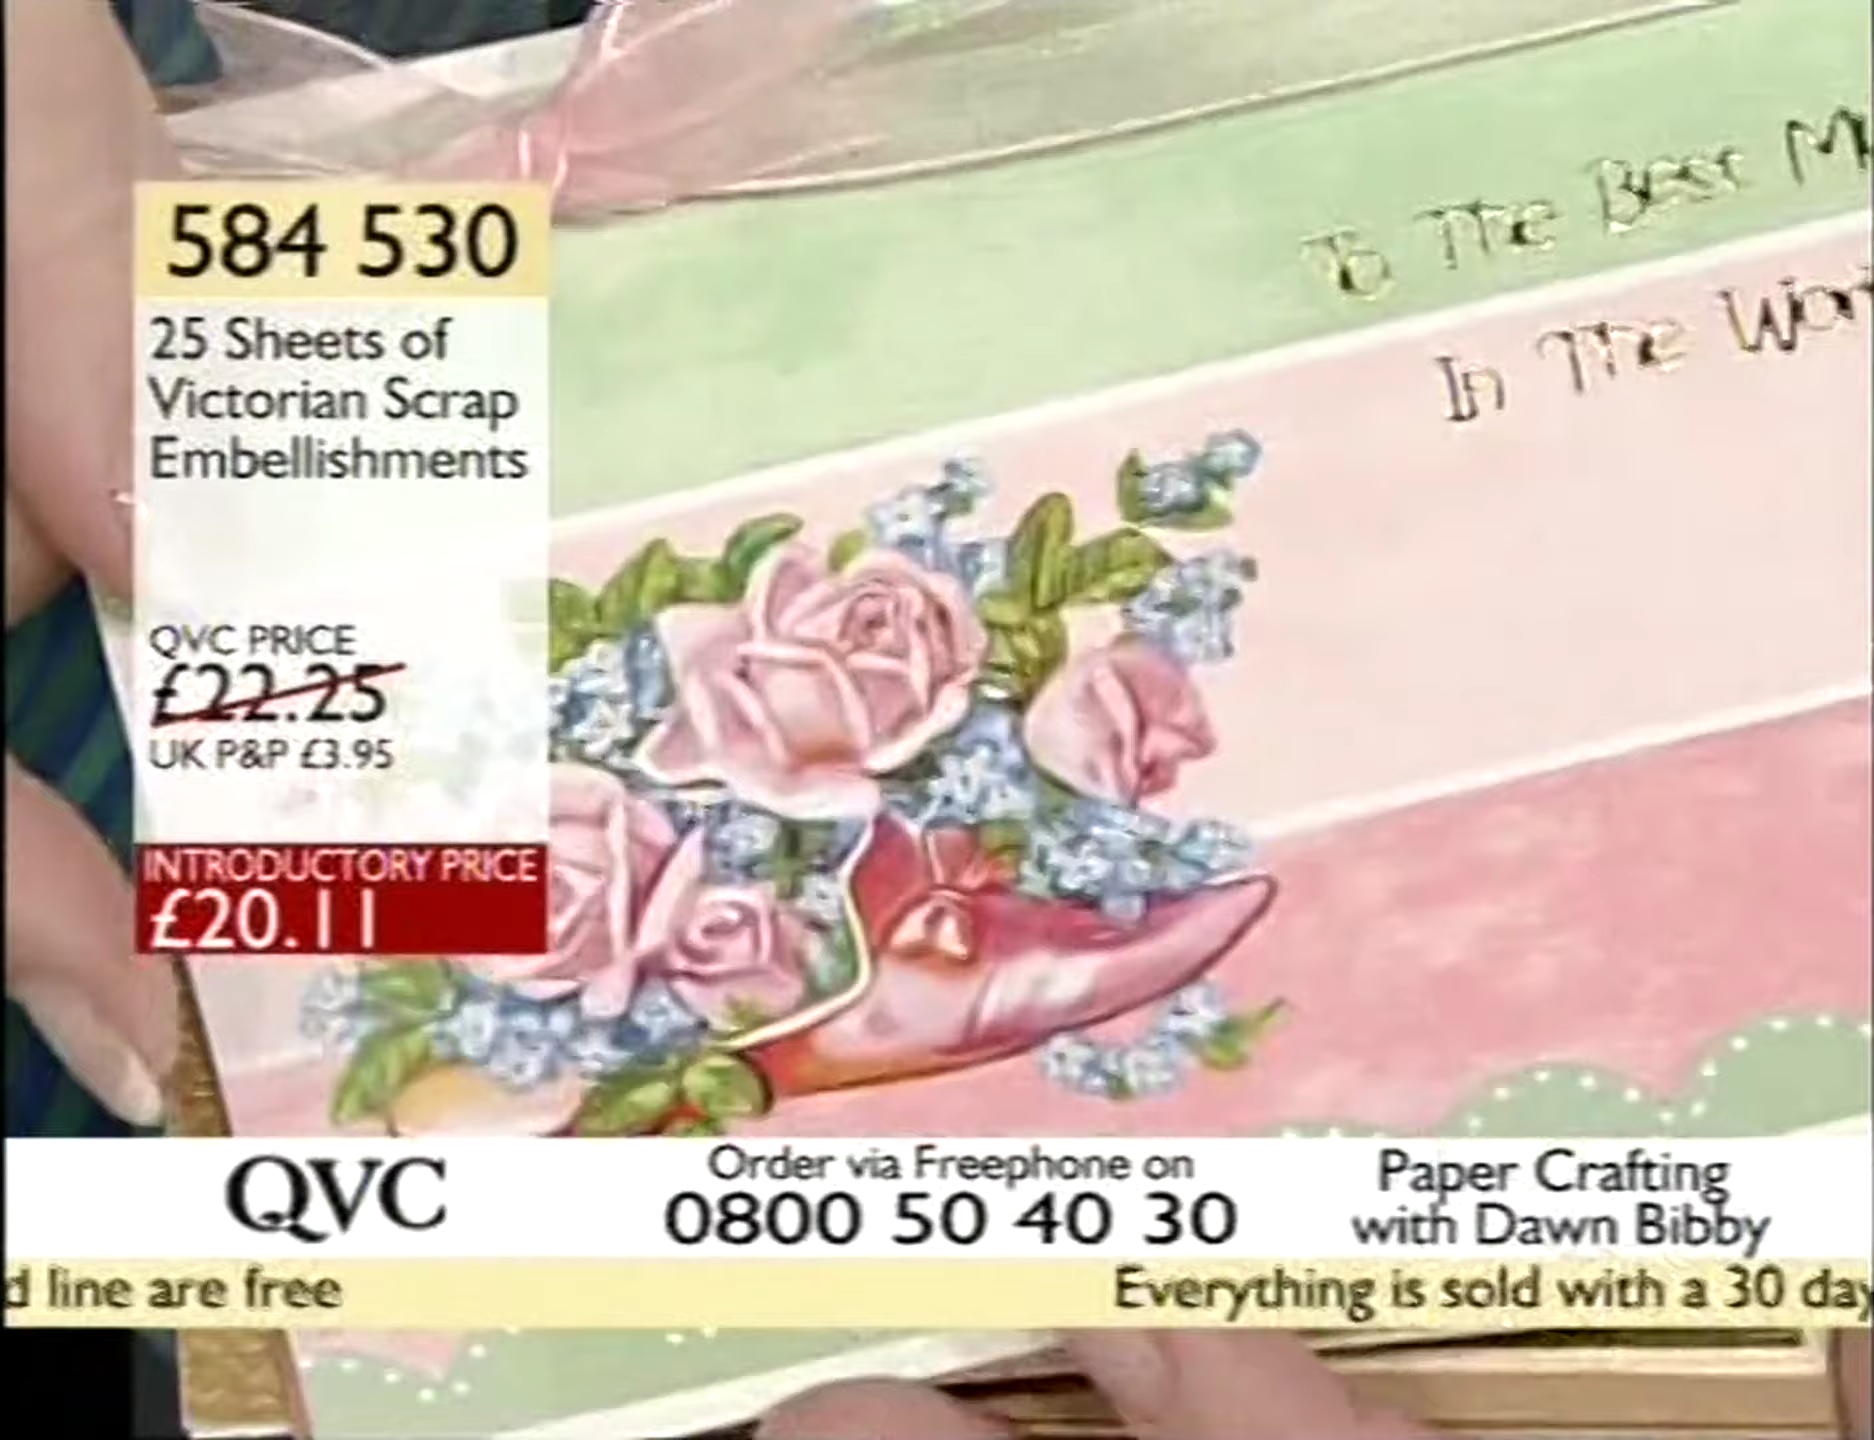 To The Best
In The
584 530
25 Sheets of
Victorian Scrap
Embellishments
QVC PRICE
£22.25
UK P&P £3.95
INTRODUCTORY PRICE
£20.11
QVC
Order via Freephone on
0800 50 40 30
Paper Crafting
with Dawn Bibby
d line are free
Everything is sold with a 30 day